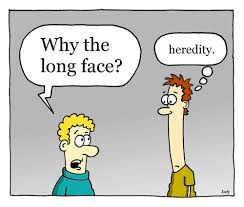 Why the
long face?
heredity.